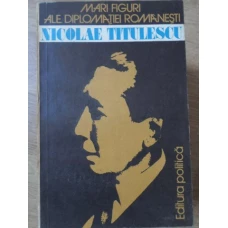 MARI FIGURI
ALE DIPLOMAȚIEI ROMÂNEȘTI
NICOLAE TITULESCU
Editura politică